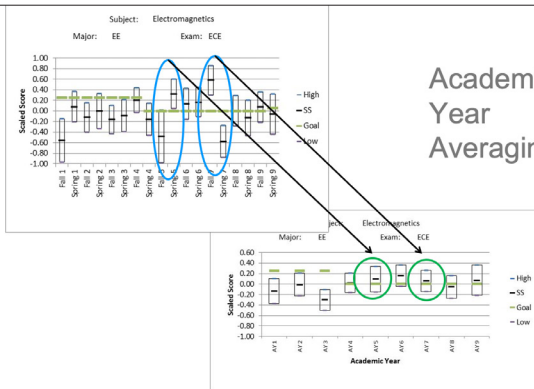 Subject: Electromagnetics
Major: EE Exam: ECE
Scaled Score
1.00
0.80
0.60
0.40
0.20
0.00
-0.20
-0.40
-0.60
-0.80
-1.00
High
SS
Goal
Low
Fall 1
Spring 1
Fall 2
Spring 2
Fall 3
Spring 3
Fall 4
Spring 4
Spring 5
Fall 6
Spring 6
Spring 7
Fall 8
Spring 8
Fall 9
Spring 9
Academ
Year
Averagin
Electromagnetics
Major: EE Exam: ECE
Scaled Score
0.60
0.40
0.20
0.00
-0.20
-0.40
-0.60
-0.80
-1.00
High
SS
Goal
Low
AY1
AY2
AY3
AY4
AY5
AY6
AY7
AY8
AY9
Academic Year